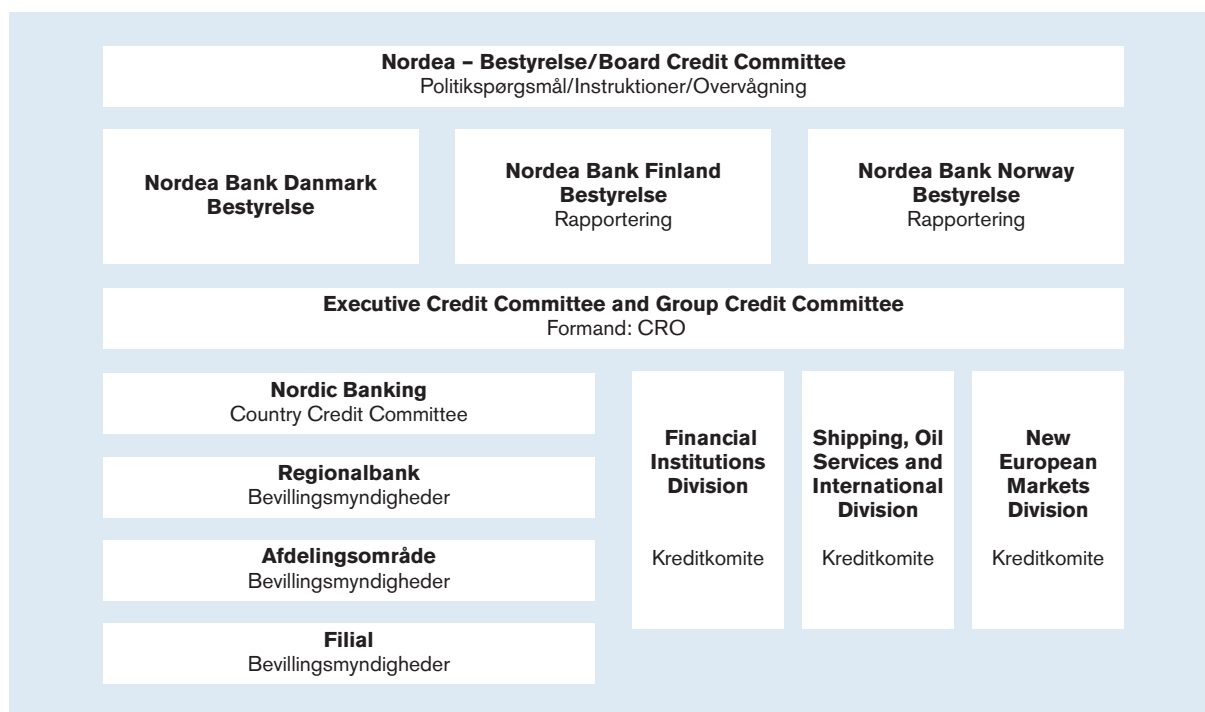 Nordea – Bestyrelse/Board Credit Committee
Politikspørgsmål/Instruktioner/Overvågning
Nordea Bank Danmark
Bestyrelse
Nordea Bank Finland
Bestyrelse
Rapportering
Nordea Bank Norway
Bestyrelse
Rapportering
Executive Credit Committee and Group Credit Committee
Formand: CRO
Nordic Banking
Country Credit Committee
Regionalbank
Bevillingsmyndigheder
Afdelingsområde
Bevillingsmyndigheder
Filial
Bevillingsmyndigheder
Financial
Institutions
Division
Kreditkomite
Shipping, Oil
Services and
International
Division
Kreditkomite
New
European
Markets
Division
Kreditkomite